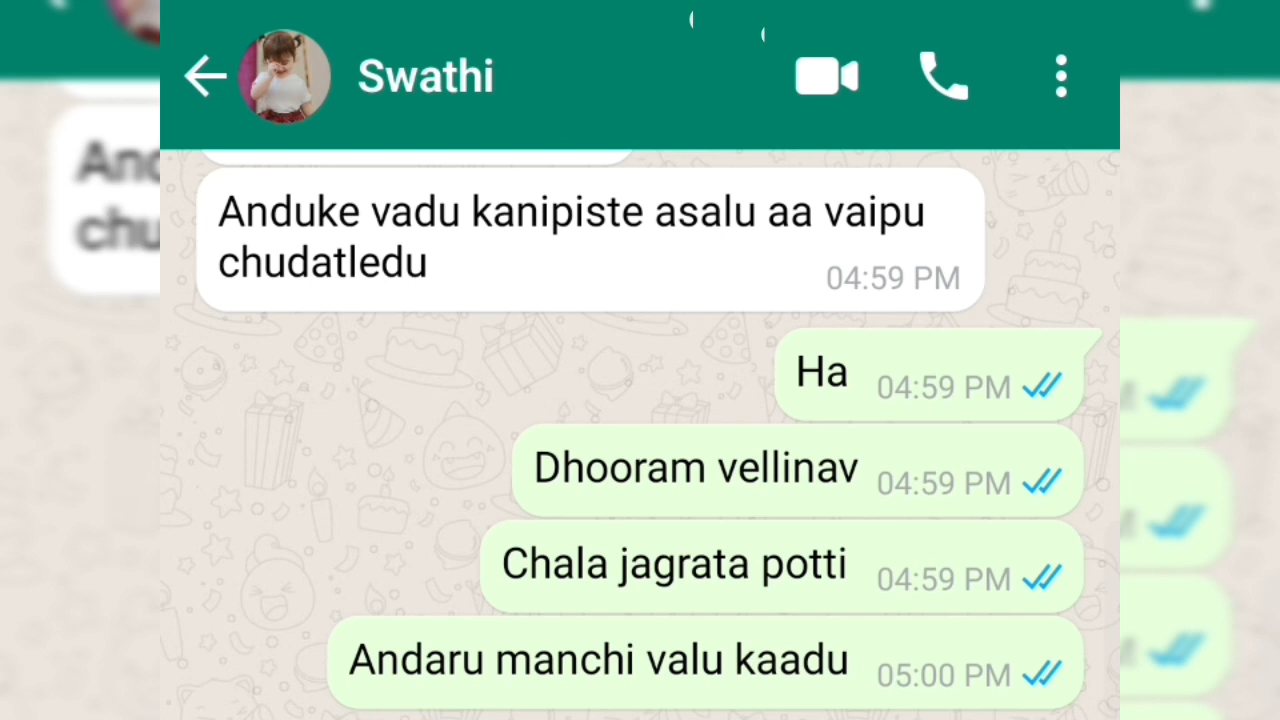 Swathi
Anduke vadu kanipiste asalu aa vaipu
chudatledu
04:59 PM
Ha 04:59 PM
Dhooram vellinav 04:59 PM
Chala jagrata potti 04:59 PM
Andaru manchi valu kaadu 05:00 PM